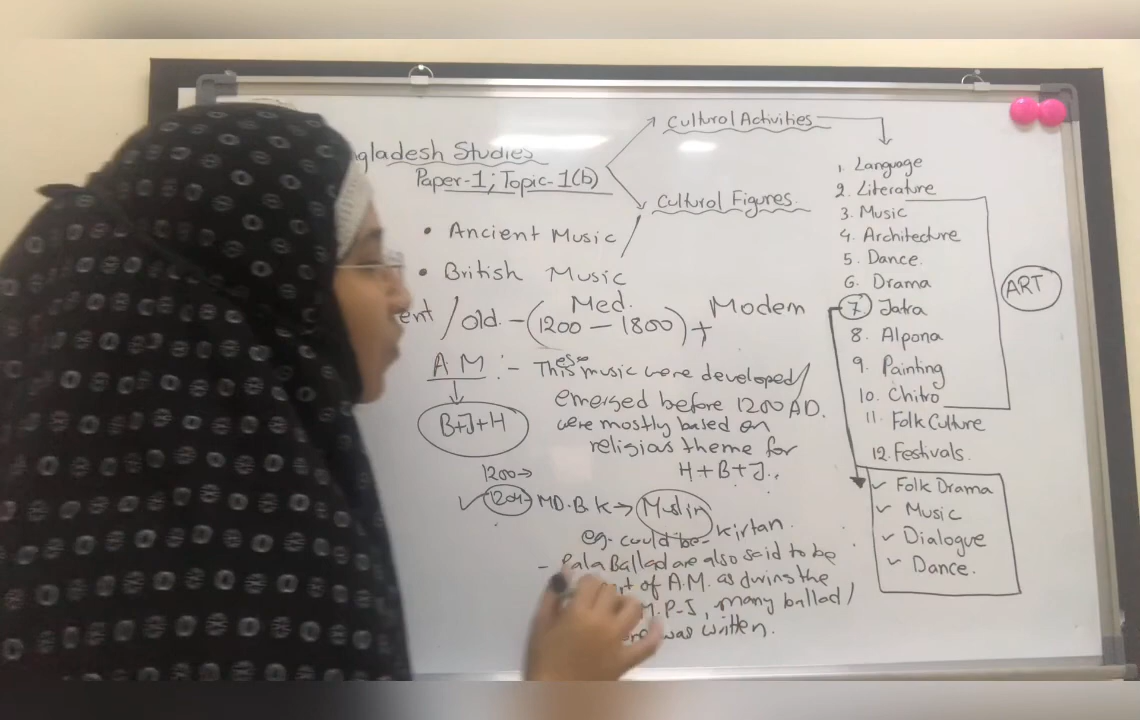 gladesh Studies
Paper-1; Topic-1(b)
Cultural Activities
Cultural Figures.
• Ancient Music
• British Music
ent / old - (1200 - 1800) + Modern
Med.
A M :- These music were developed/
emerged before 1200 AD.
were mostly based on
religias theme for
H + B + J..
B+J+H
1200→
1204- MD. B K → Muslim
eg. could be - kirtan.
- Pala Ballad are also said to be
of A.M. as during the
M.P-I, many ballad /
was written.
1. Language
2. Literature
3. Music
4. Architecture
5. Dance.
6. Drama
7. Jatra
8. Alpona
9. Painting
10. Chitro
11. Folk Culture
12. Festivals.
ART
✓ Folk Drama
✓ Music
✓ Dialogue
✓ Dance.